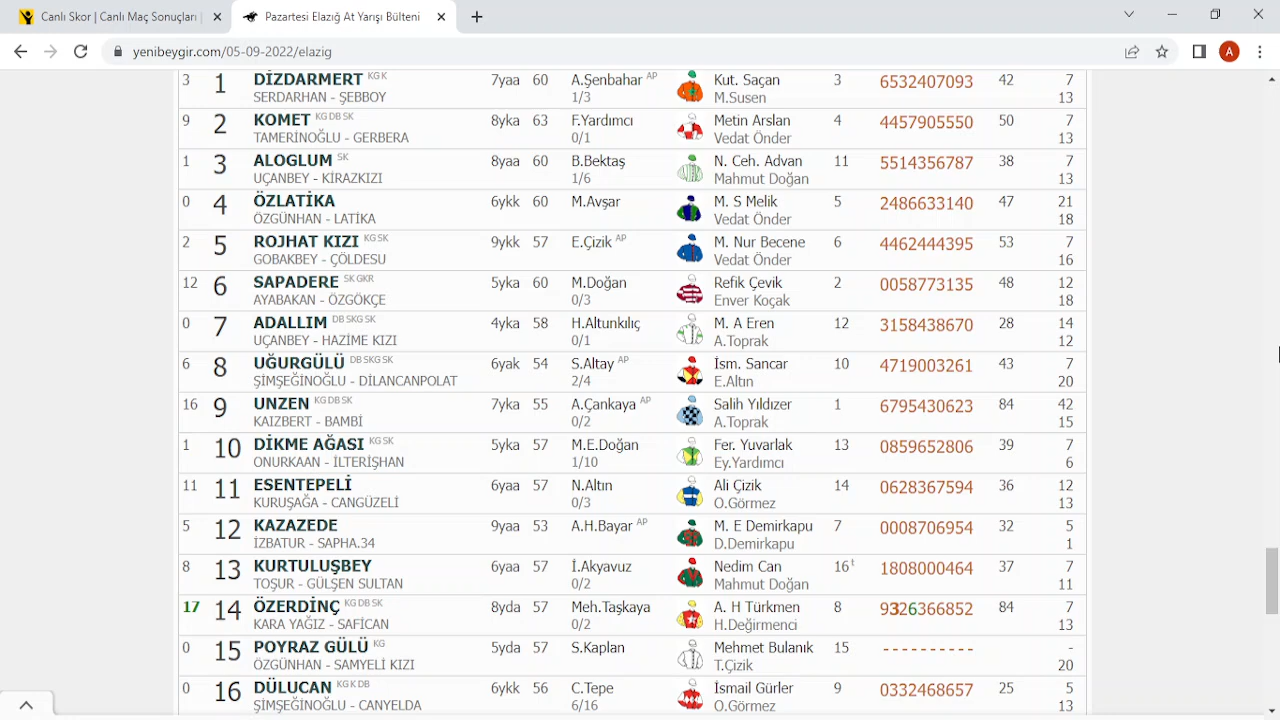 Canlı Skor | Canlı Maç Sonuçları | Pazartesi Elazığ At Yarışı Bülteni
yenibeygir.com/05-09-2022/elazig A
3 1 DİZDARMERT KG K 7yaa 60 A.Şenbahar AP Kut. Saçan 3 6532407093 42 7
SERDARHAN - ŞEBBOY 1/3 M.Susen 13
9 2 KOMET KG DB SK 8yka 63 F.Yardımcı Metin Arslan 4 4457905550 50 7
TAMERİNOĞLU - GERBERA 0/1 Vedat Önder 13
1 3 ALOGLUM SK 8yaa 60 B.Bektaş N. Ceh. Advan 11 5514356787 38 7
UÇANBEY - KİRAZKIZI 1/6 Mahmut Doğan 13
0 4 ÖZLATİKA 6ykk 60 M.Avşar M. S Melik 5 2486633140 47 21
ÖZGÜNHAN - LATİKA Vedat Önder 18
2 5 ROJHAT KIZI KG SK 9ykk 57 E.Çizik AP M. Nur Becene 6 4462444395 53 7
GOBAKBEY - ÇÖLDESU Vedat Önder 16
12 6 SAPADERE SK GKR 5yka 60 M.Doğan Refik Çevik 2 0058773135 48 12
AYABAKAN - ÖZGÖKÇE 0/3 Enver Koçak 18
0 7 ADALLIM DB SKG SK 4yka 58 H.Altunkılıç M. A Eren 12 3158438670 28 14
UÇANBEY - HAZİME KIZI 0/1 A.Toprak 12
6 8 UĞURGÜLÜ DB SKG SK 6yak 54 S.Altay AP İsm. Sancar 10 4719003261 43 7
ŞİMŞEĞİNOĞLU - DİLANCANPOLAT 2/4 E.Altın 20
16 9 UNZEN KG DB SK 7yka 55 A.Çankaya AP Salih Yıldızer 1 6795430623 84 42
KAIZBERT - BAMBİ 0/2 A.Toprak 15
1 10 DİKME AĞASI KG SK 5yka 57 M.E.Doğan Fer. Yuvarlak 13 0859652806 39 7
ONURKAAN - İLTERİŞHAN 1/10 Ey.Yardımcı 6
11 11 ESENTEPELİ 6yaa 57 N.Altın Ali Çizik 14 0628367594 36 12
KURUŞAĞA - CANGÜZELİ 0/3 O.Görmez 13
5 12 KAZAZEDE 9yaa 53 A.H.Bayar AP M. E Demirkapu 7 0008706954 32 5
İZBATUR - SAPHA.34 D.Demirkapu 1
8 13 KURTULUŞBEY 6yaa 57 İ.Akyavuz Nedim Can 16 t 1808000464 37 7
TOŞUR - GÜLŞEN SULTAN 0/2 Mahmut Doğan 11
17 14 ÖZERDİNÇ KG DB SK 8yda 57 Meh.Taşkaya A. H Türkmen 8 9326366852 84 7
KARA YAĞIZ - SAFİCAN 0/2 H.Değirmenci 13
0 15 POYRAZ GÜLÜ KG 5yda 57 S.Kaplan Mehmet Bulanık 15 - - - - - - - - - - -
ÖZGÜNHAN - SAMYELİ KIZI T.Çizik 20
0 16 DÜLUCAN KG K DB 6ykk 56 C.Tepe İsmail Gürler 9 0332468657 25 5
ŞİMŞEĞİNOĞLU - CANYELDA 6/16 O.Görmez 13